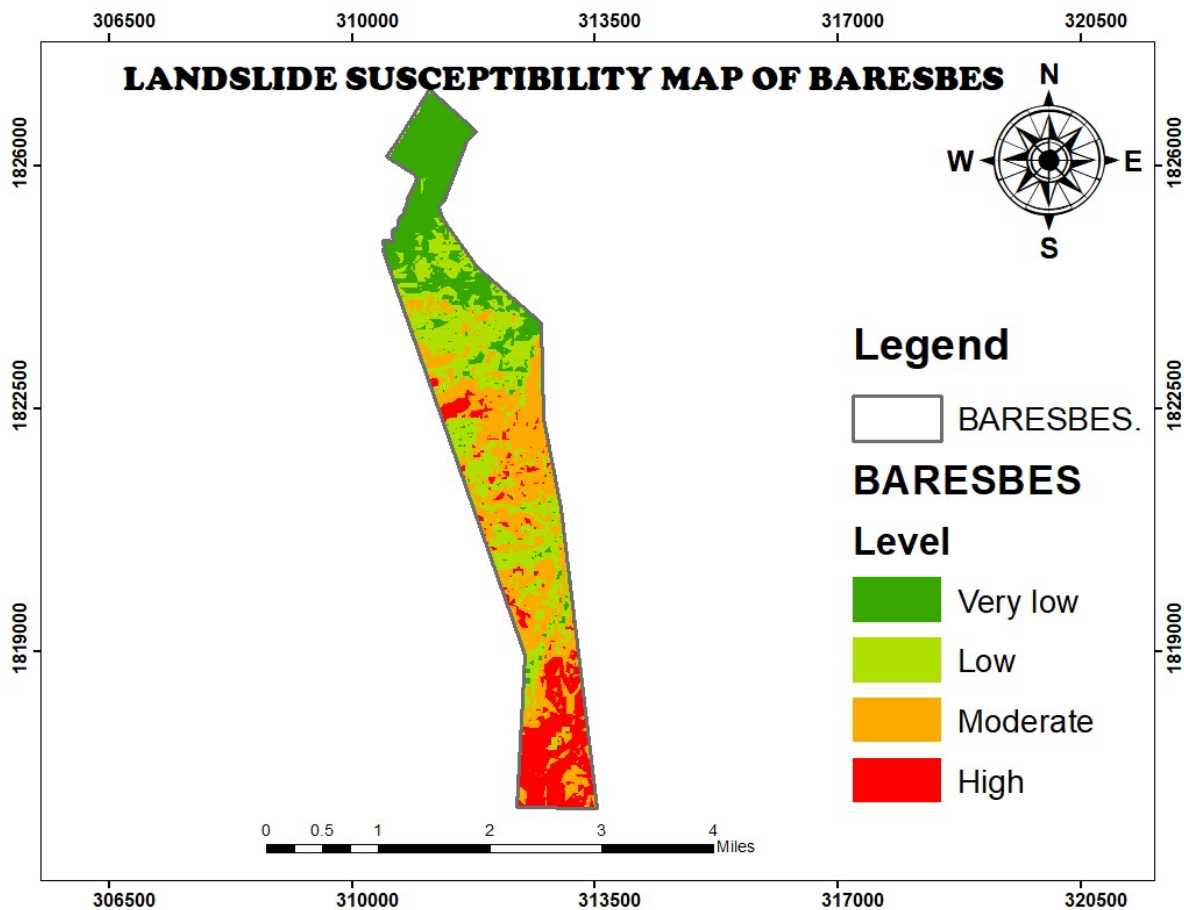 306500 310000 313500 317000 320500
LANDSLIDE SUSCEPTIBILITY MAP OF BARESBES
N
W E
S
1826000 1826000
1822500 1822500
1819000 1819000
Legend
BARESBES.
BARESBES
Level
Very low
Low
Moderate
High
0 0.5 1 2 3 4
Miles
306500 310000 313500 317000 320500